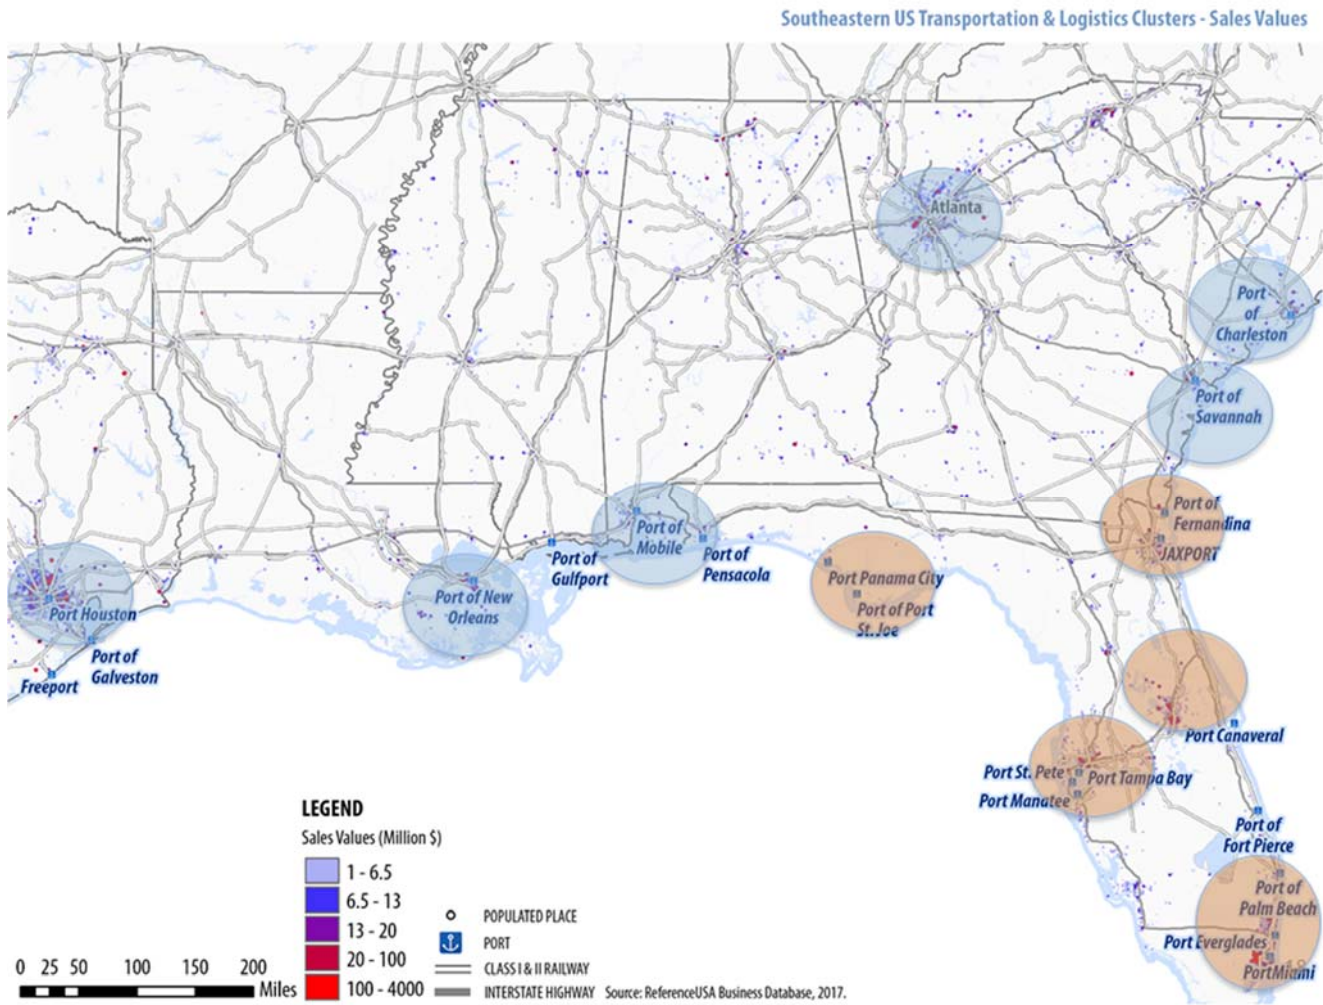 Southeastern US Transportation & Logistics Clusters - Sales Values
Atlanta
Port
of
Charleston
Port of
Savannah
Port of
Fernandina
JAXPORT
Port of
Mobile
Port of
Pensacola
Port of
Gulfport
Port Panama City
Port of Port
St. Joe
Port of New
Orleans
Port Houston
Port of
Galveston
Freeport
Port Canaveral
Port St. Pete
Port Tampa Bay
Port Manatee
Port of
Fort Pierce
Port of
Palm Beach
Port Everglades
PortMiami
LEGEND
Sales Values (Million $)
1 - 6.5
6.5 - 13
13 - 20
20 - 100
100 - 4000
POPULATED PLACE
PORT
CLASS I & II RAILWAY
INTERSTATE HIGHWAY
0 25 50 100 150 200
Miles
Source: ReferenceUSA Business Database, 2017.